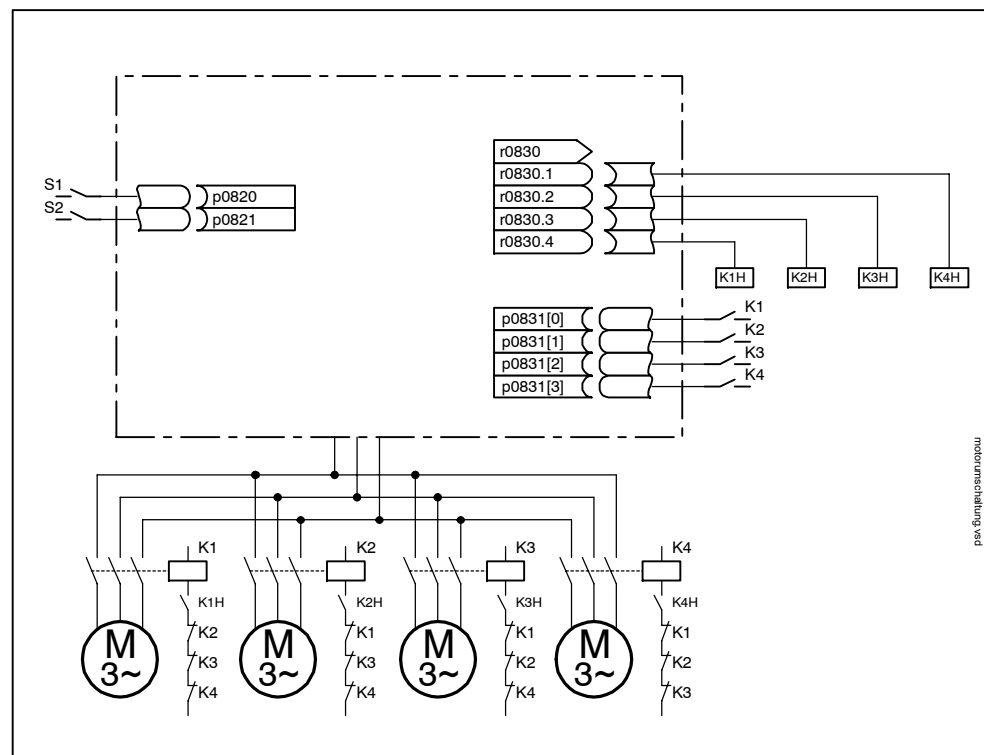 r0830
r0830.1
S1
p0820
r0830.2
S2
p0821
r0830.3
r0830.4
K1H
K2H
K3H
K4H
p0831[0]
K1
p0831[1]
K2
p0831[2]
K3
p0831[3]
K4
motorumschaltung.vsd
K1
K2
K3
K4
K1H
K2H
K3H
K4H
K2
K1
K1
K1
M
3~
M
3~
M
3~
M
3~
K3
K3
K2
K2
K4
K4
K4
K3